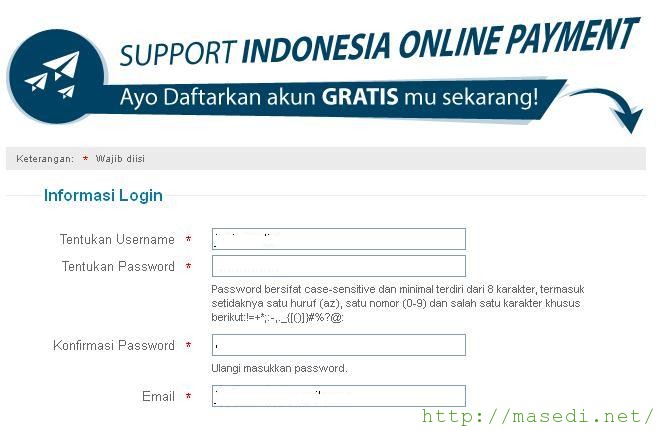 SUPPORT INDONESIA ONLINE PAYMENT
Ayo Daftarkan akun GRATIS mu sekarang!
Keterangan: * Wajib diisi
Informasi Login
Tentukan Username *
Tentukan Password *
Password bersifat case-sensitive dan minimal terdiri dari 8 karakter, termasuk
setidaknya satu huruf (az), satu nomor (0-9) dan salah satu karakter khusus
berikut:!=+*;:-,._{[()]}#%?@:
Konfirmasi Password *
Ulangi masukkan password.
Email *
http://masedi.net/